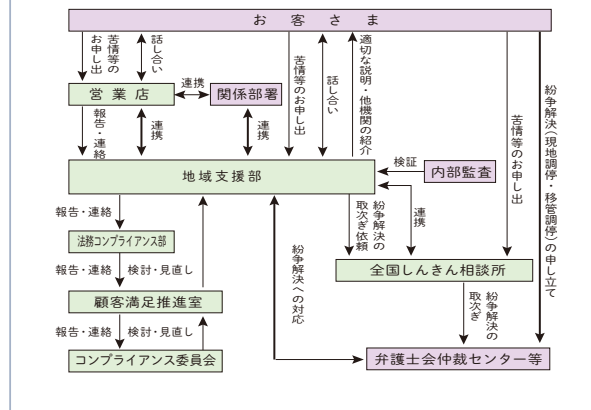 お客さま
苦情等の
お申し出
話し合い
苦情等のお申し出
話し合い
適切な説明・他機関の紹介
苦情等のお申し出
紛争解決(現地調停・移管調停)の申し立て
営業店
連携
関係部署
報告・連絡
連携
連携
地域支援部
検証
内部監査
報告・連絡
紛争解決の
取次ぎ依頼
連携
法務コンプライアンス部
紛争解決への対応
全国しんきん相談所
報告・連絡
検討・見直し
顧客満足推進室
紛争解決の
取次ぎ
報告・連絡
検討・見直し
コンプライアンス委員会
弁護士会仲裁センター等